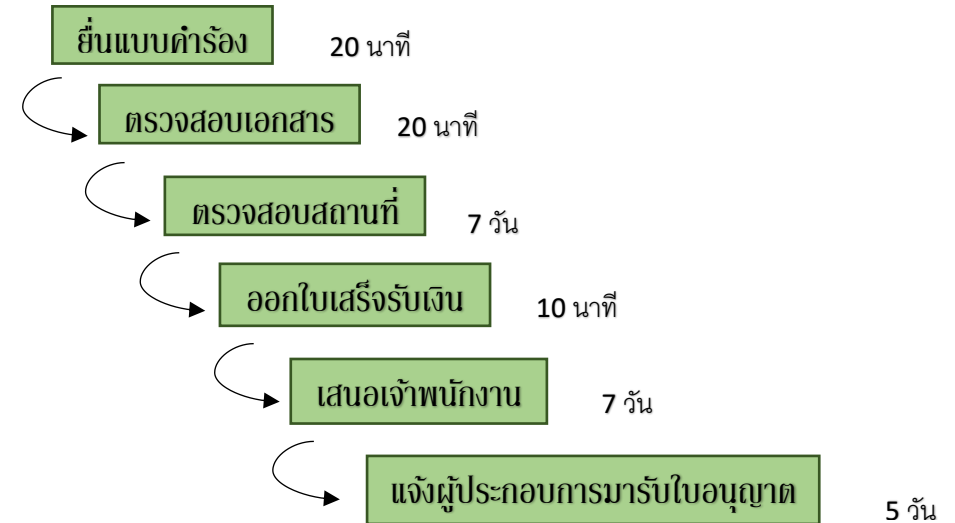 ยื่นแบบคำร้อง 20 นาที
ตรวจสอบเอกสาร 20 นาที
ตรวจสอบสถานที่ 7 วัน
ออกใบเสร็จรับเงิน 10 นาที
เสนอเจ้าพนักงาน 7 วัน
แจ้งผู้ประกอบการมารับใบอนุญาต 5 วัน